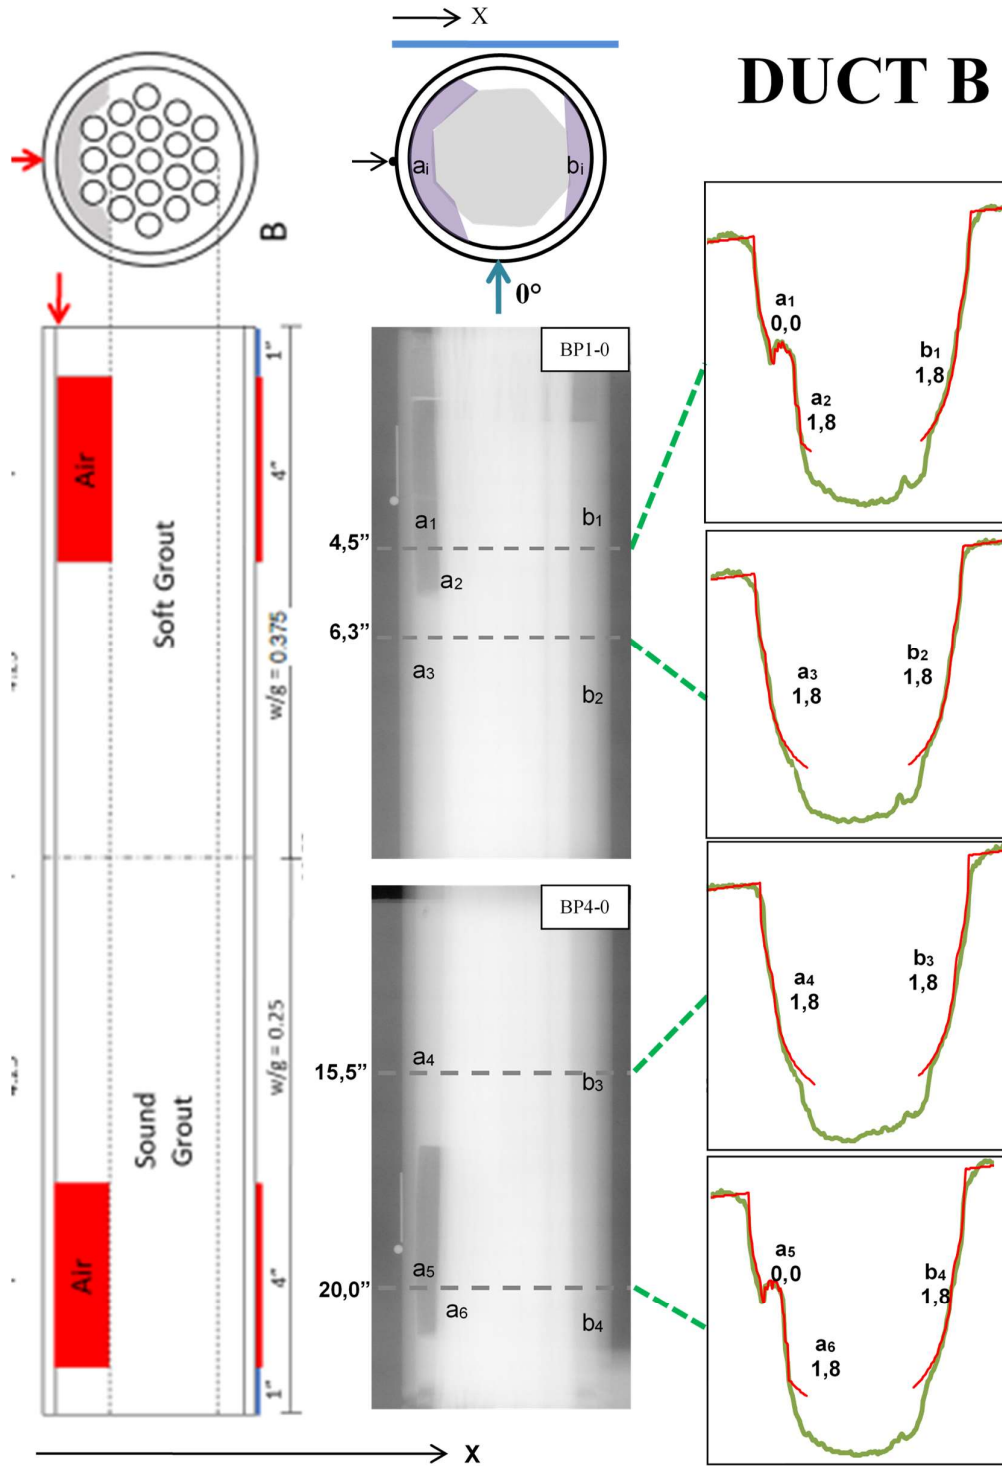 X
DUCT B
aᵢ
bᵢ
B
0°
BP1-0
a₁
0,0
b₁
1,8
a₂
1,8
1"
Air
4"
a₁
b₁
4,5”
a₂
6,3”
Soft Grout
w/g = 0.375
a₃
b₂
a₃
1,8
b₂
1,8
BP4-0
w/g = 0.25
Sound
Grout
a₄
15,5”
b₃
a₄
1,8
b₃
1,8
Air
4"
1"
a₅
20,0”
a₆
b₄
a₅
0,0
b₄
1,8
a₆
1,8
X